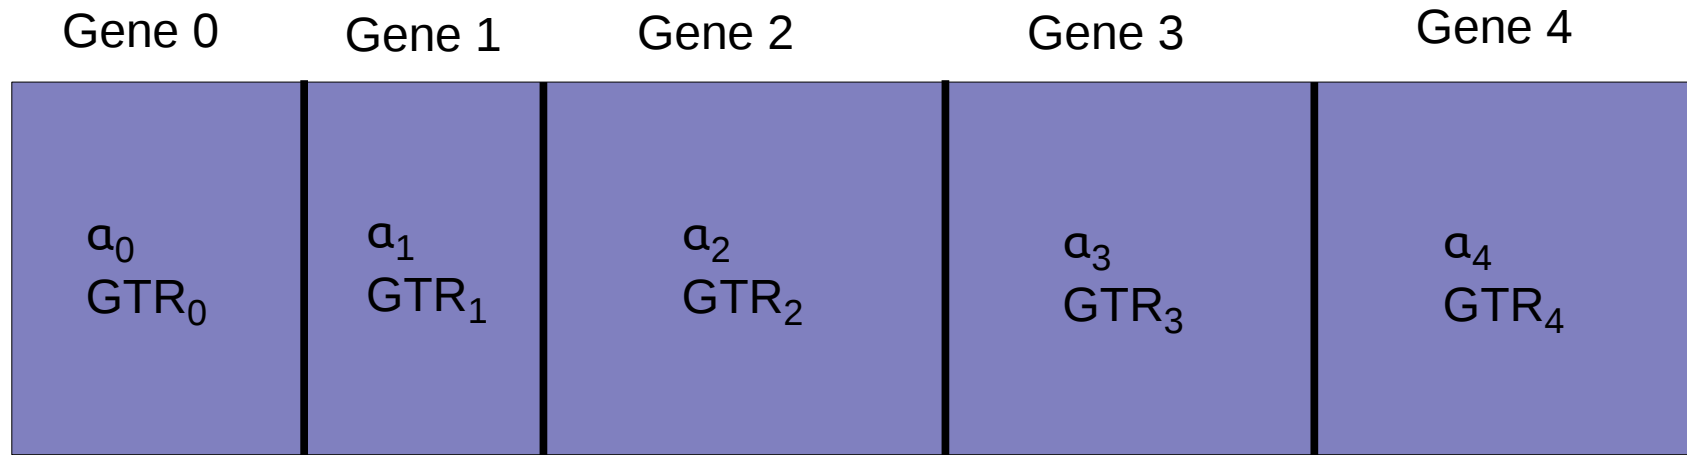 Gene 0 Gene 1 Gene 2 Gene 3 Gene 4
α₀ α₁ α₂ α₃ α₄
GTR₀ GTR₁ GTR₂ GTR₃ GTR₄